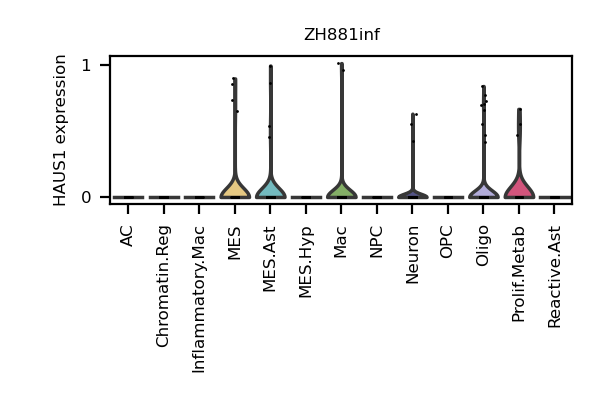 ZH881inf
HAUS1 expression
1
0
AC
Chromatin.Reg
Inflammatory.Mac
MES
MES.Ast
MES.Hyp
Mac
NPC
Neuron
OPC
Oligo
Prolif.Metab
Reactive.Ast